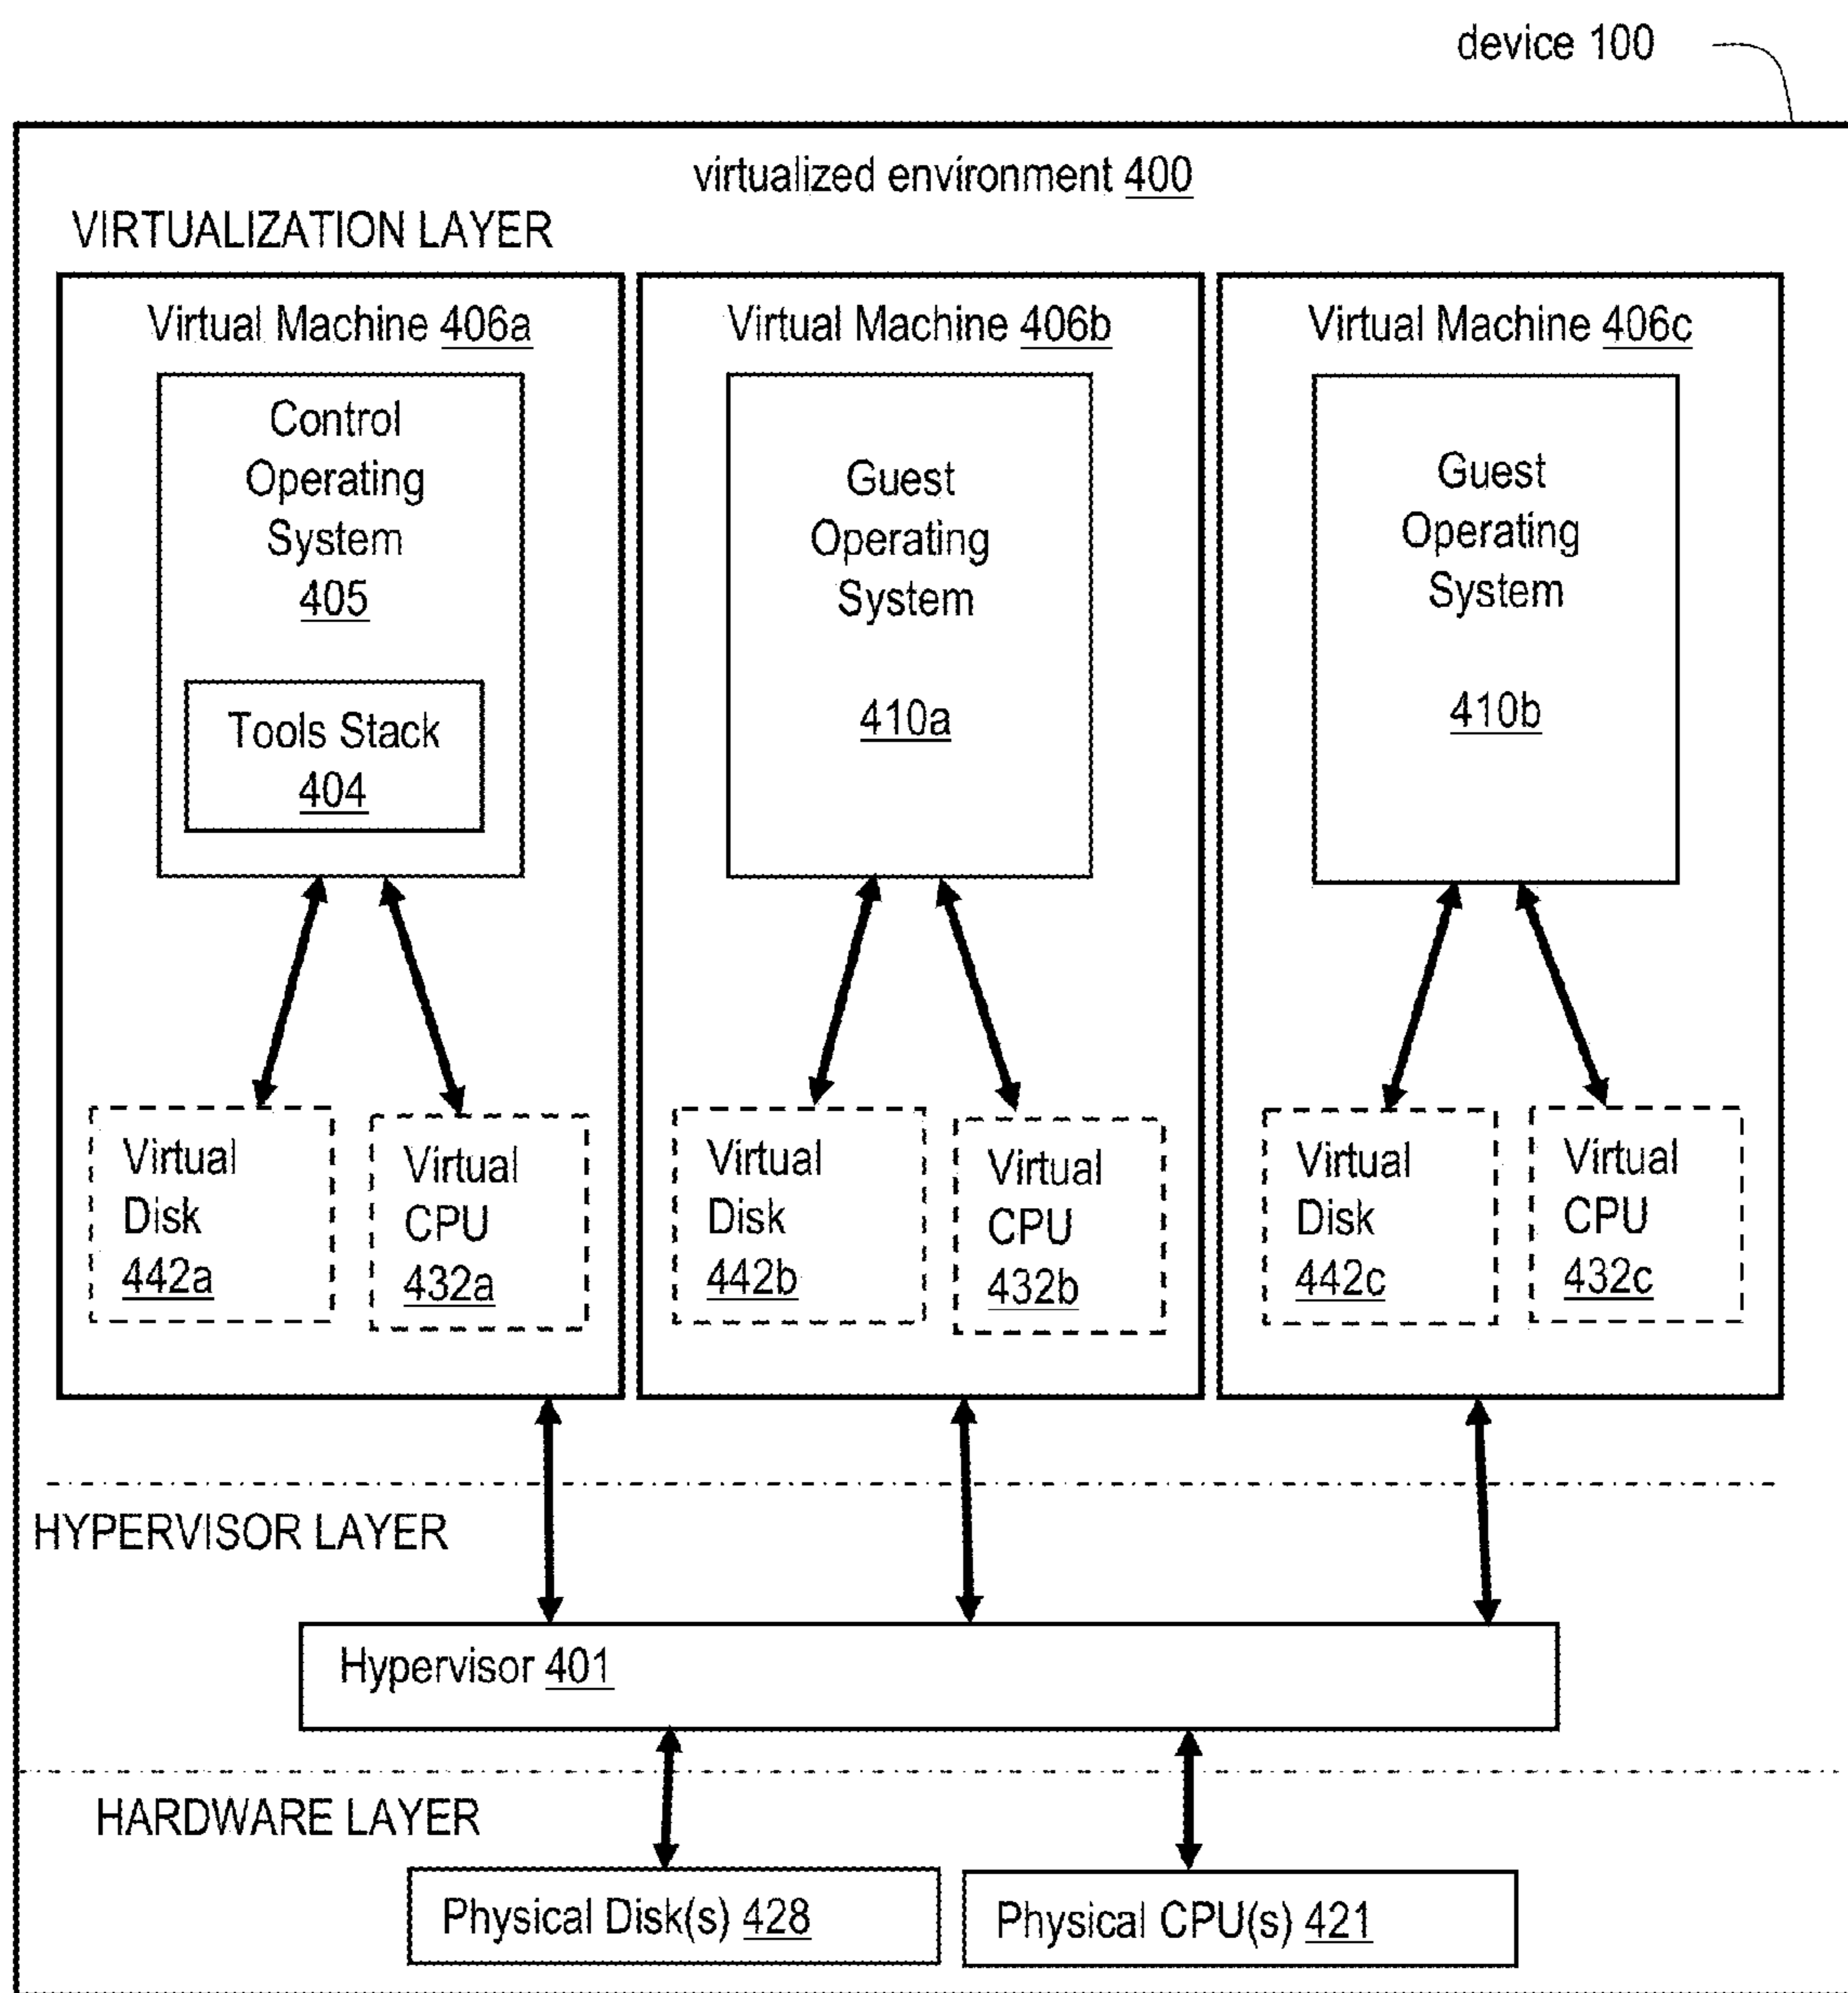 device 100
virtualized environment 400
VIRTUALIZATION LAYER
Virtual Machine 406a
Control
Operating
System
405
Tools Stack
404
Virtual
Disk
442a
Virtual
CPU
432a
Virtual Machine 406b
Guest
Operating
System
410a
Virtual
Disk
442b
Virtual
CPU
432b
Virtual Machine 406c
Guest
Operating
System
410b
Virtual
Disk
442c
Virtual
CPU
432c
HYPERVISOR LAYER
Hypervisor 401
HARDWARE LAYER
Physical Disk(s) 428
Physical CPU(s) 421